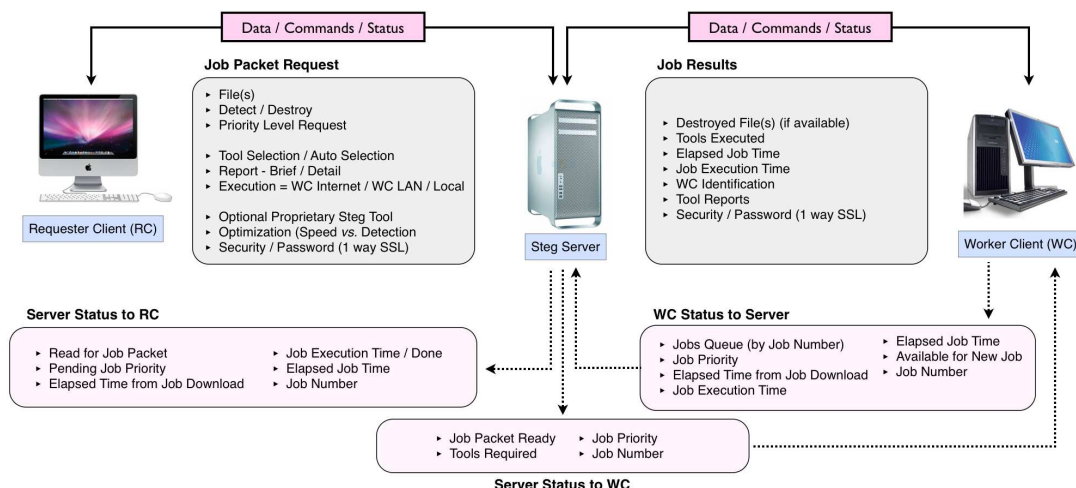 Data / Commands / Status
Data / Commands / Status
Job Packet Request
► File(s)
► Detect / Destroy
► Priority Level Request
► Tool Selection / Auto Selection
► Report - Brief / Detail
► Execution = WC Internet / WC LAN / Local
► Optional Proprietary Steg Tool
► Optimization (Speed vs. Detection
► Security / Password (1 way SSL)
Job Results
► Destroyed File(s) (if available)
► Tools Executed
► Elapsed Job Time
► Job Execution Time
► WC Identification
► Tool Reports
► Security / Password (1 way SSL)
Requester Client (RC)
Steg Server
Worker Client (WC)
Server Status to RC
► Read for Job Packet
► Pending Job Priority
► Elapsed Time from Job Download
► Job Execution Time / Done
► Elapsed Job Time
► Job Number
WC Status to Server
► Jobs Queue (by Job Number)
► Job Priority
► Elapsed Time from Job Download
► Job Execution Time
► Elapsed Job Time
► Available for New Job
► Job Number
► Job Packet Ready
► Tools Required
► Job Priority
► Job Number
Server Status to WC